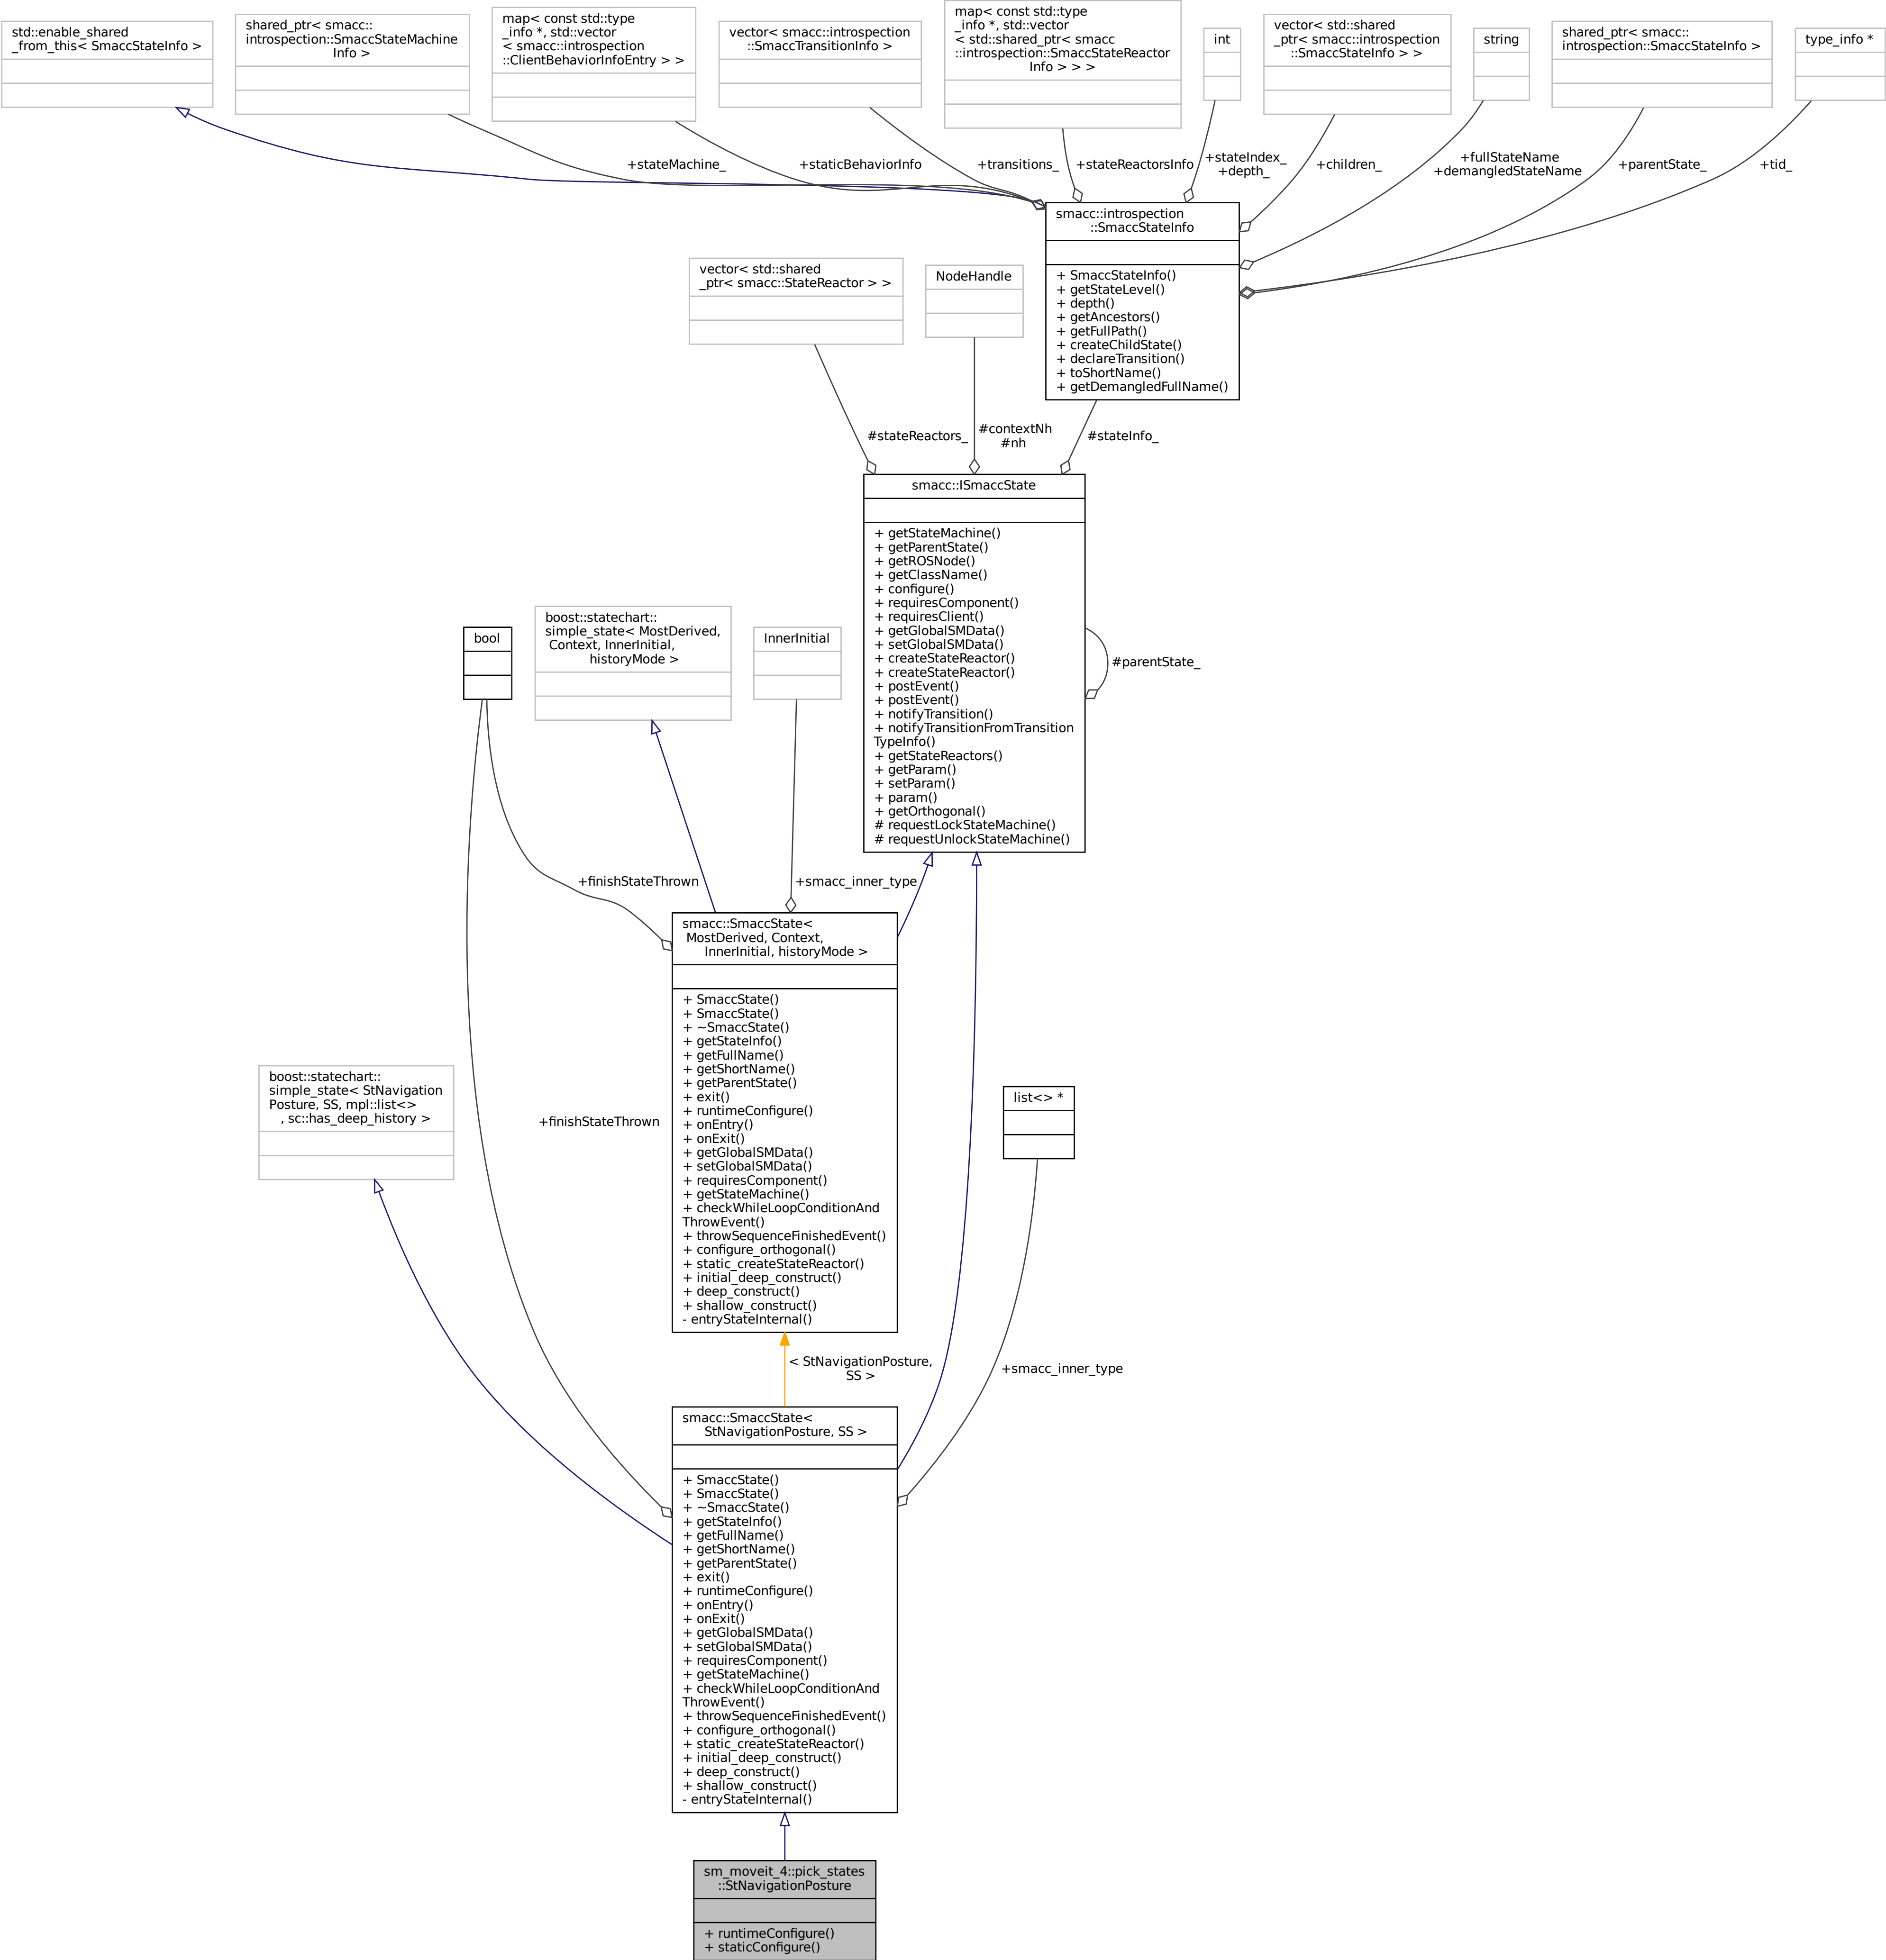 std::enable_shared
_from_this< SmaccStateInfo >
shared_ptr< smacc::
introspection::SmaccStateMachine
Info >
map< const std::type
_info *, std::vector
< smacc::introspection
::ClientBehaviorInfoEntry > >
vector< smacc::introspection
::SmaccTransitionInfo >
map< const std::type
_info *, std::vector
< std::shared_ptr< smacc
::introspection::SmaccStateReactor
Info > > >
int
vector< std::shared
_ptr< smacc::introspection
::SmaccStateInfo > >
string
shared_ptr< smacc::
introspection::SmaccStateInfo >
type_info *
+stateMachine_
+staticBehaviorInfo
+transitions_
+stateReactorsInfo
+stateIndex_
+depth_
+children_
+fullStateName
+demangledStateName
+parentState_
+tid_
smacc::introspection
::SmaccStateInfo
+ SmaccStateInfo()
+ getStateLevel()
+ depth()
+ getAncestors()
+ getFullPath()
+ createChildState()
+ declareTransition()
+ toShortName()
+ getDemangledFullName()
vector< std::shared
_ptr< smacc::StateReactor > >
NodeHandle
#stateReactors_
#contextNh
#nh
#stateInfo_
smacc::ISmaccState
+ getStateMachine()
+ getParentState()
+ getROSNode()
+ getClassName()
+ configure()
+ requiresComponent()
+ requiresClient()
+ getGlobalSMData()
+ setGlobalSMData()
+ createStateReactor()
+ createStateReactor()
+ postEvent()
+ postEvent()
+ notifyTransition()
+ notifyTransitionFromTransition
TypeInfo()
+ getStateReactors()
+ getParam()
+ setParam()
+ param()
+ getOrthogonal()
# requestLockStateMachine()
# requestUnlockStateMachine()
#parentState_
bool
boost::statechart::
simple_state< MostDerived,
Context, InnerInitial,
historyMode >
InnerInitial
+finishStateThrown
+smacc_inner_type
smacc::SmaccState<
MostDerived, Context,
InnerInitial, historyMode >
+ SmaccState()
+ SmaccState()
+ ~SmaccState()
+ getStateInfo()
+ getFullName()
+ getShortName()
+ getParentState()
+ exit()
+ runtimeConfigure()
+ onEntry()
+ onExit()
+ getGlobalSMData()
+ setGlobalSMData()
+ requiresComponent()
+ getStateMachine()
+ checkWhileLoopConditionAnd
ThrowEvent()
+ throwSequenceFinishedEvent()
+ configure_orthogonal()
+ static_createStateReactor()
+ initial_deep_construct()
+ deep_construct()
+ shallow_construct()
- entryStateInternal()
boost::statechart::
simple_state< StNavigation
Posture, SS, mpl::list<>
, sc::has_deep_history >
+finishStateThrown
list<> *
< StNavigationPosture,
SS >
+smacc_inner_type
smacc::SmaccState<
StNavigationPosture, SS >
+ SmaccState()
+ SmaccState()
+ ~SmaccState()
+ getStateInfo()
+ getFullName()
+ getShortName()
+ getParentState()
+ exit()
+ runtimeConfigure()
+ onEntry()
+ onExit()
+ getGlobalSMData()
+ setGlobalSMData()
+ requiresComponent()
+ getStateMachine()
+ checkWhileLoopConditionAnd
ThrowEvent()
+ throwSequenceFinishedEvent()
+ configure_orthogonal()
+ static_createStateReactor()
+ initial_deep_construct()
+ deep_construct()
+ shallow_construct()
- entryStateInternal()
sm_moveit_4::pick_states
::StNavigationPosture
+ runtimeConfigure()
+ staticConfigure()